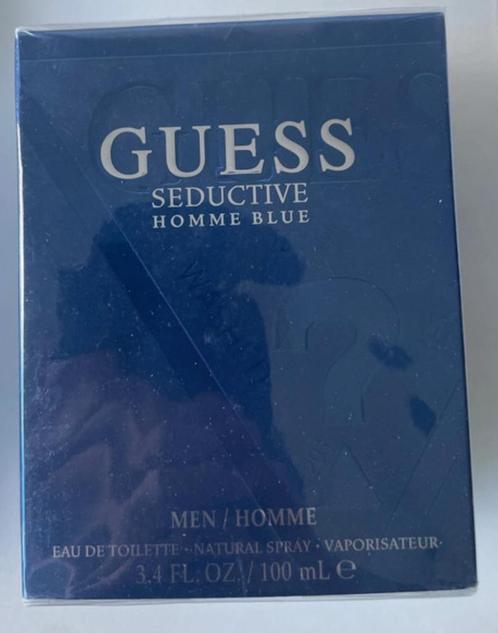 GUESS
SEDUCTIVE
HOMME BLUE
MEN / HOMME
EAU DE TOILETTE · NATURAL SPRAY · VAPORISATEUR·
3.4 FL. OZ. / 100 mL ℮